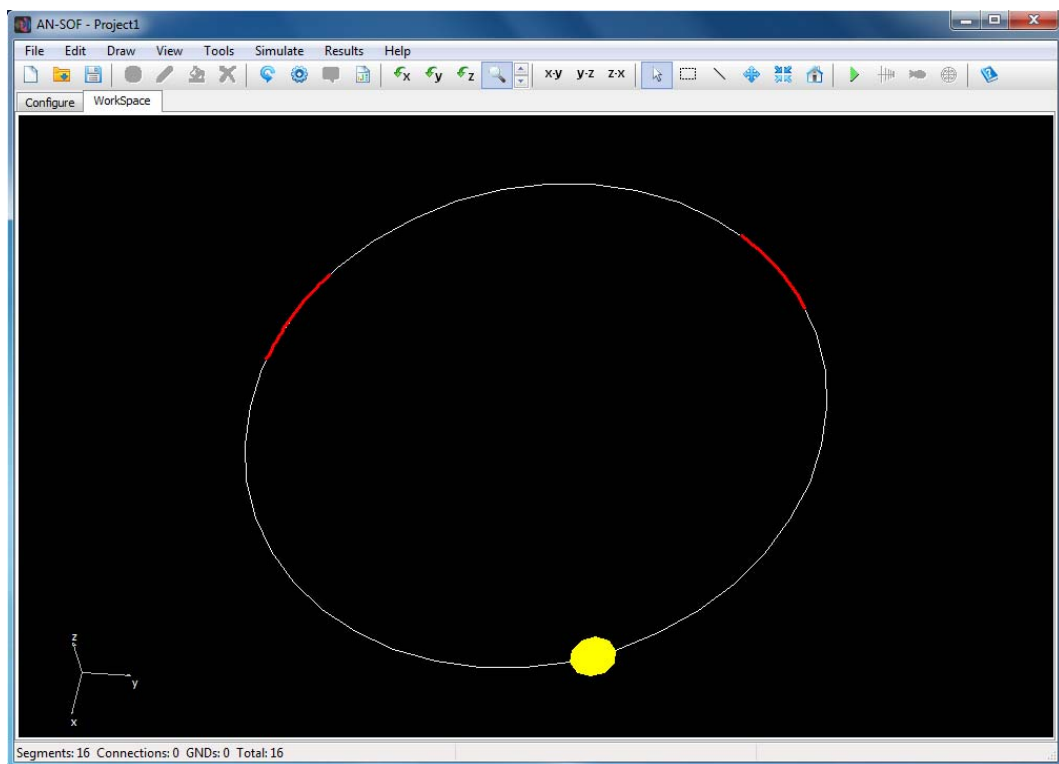 AN-SOF - Project1
File Edit Draw View Tools Simulate Results Help
x y z x-y y-z z-x
Configure WorkSpace
z
y
x
Segments: 16 Connections: 0 GNDs: 0 Total: 16